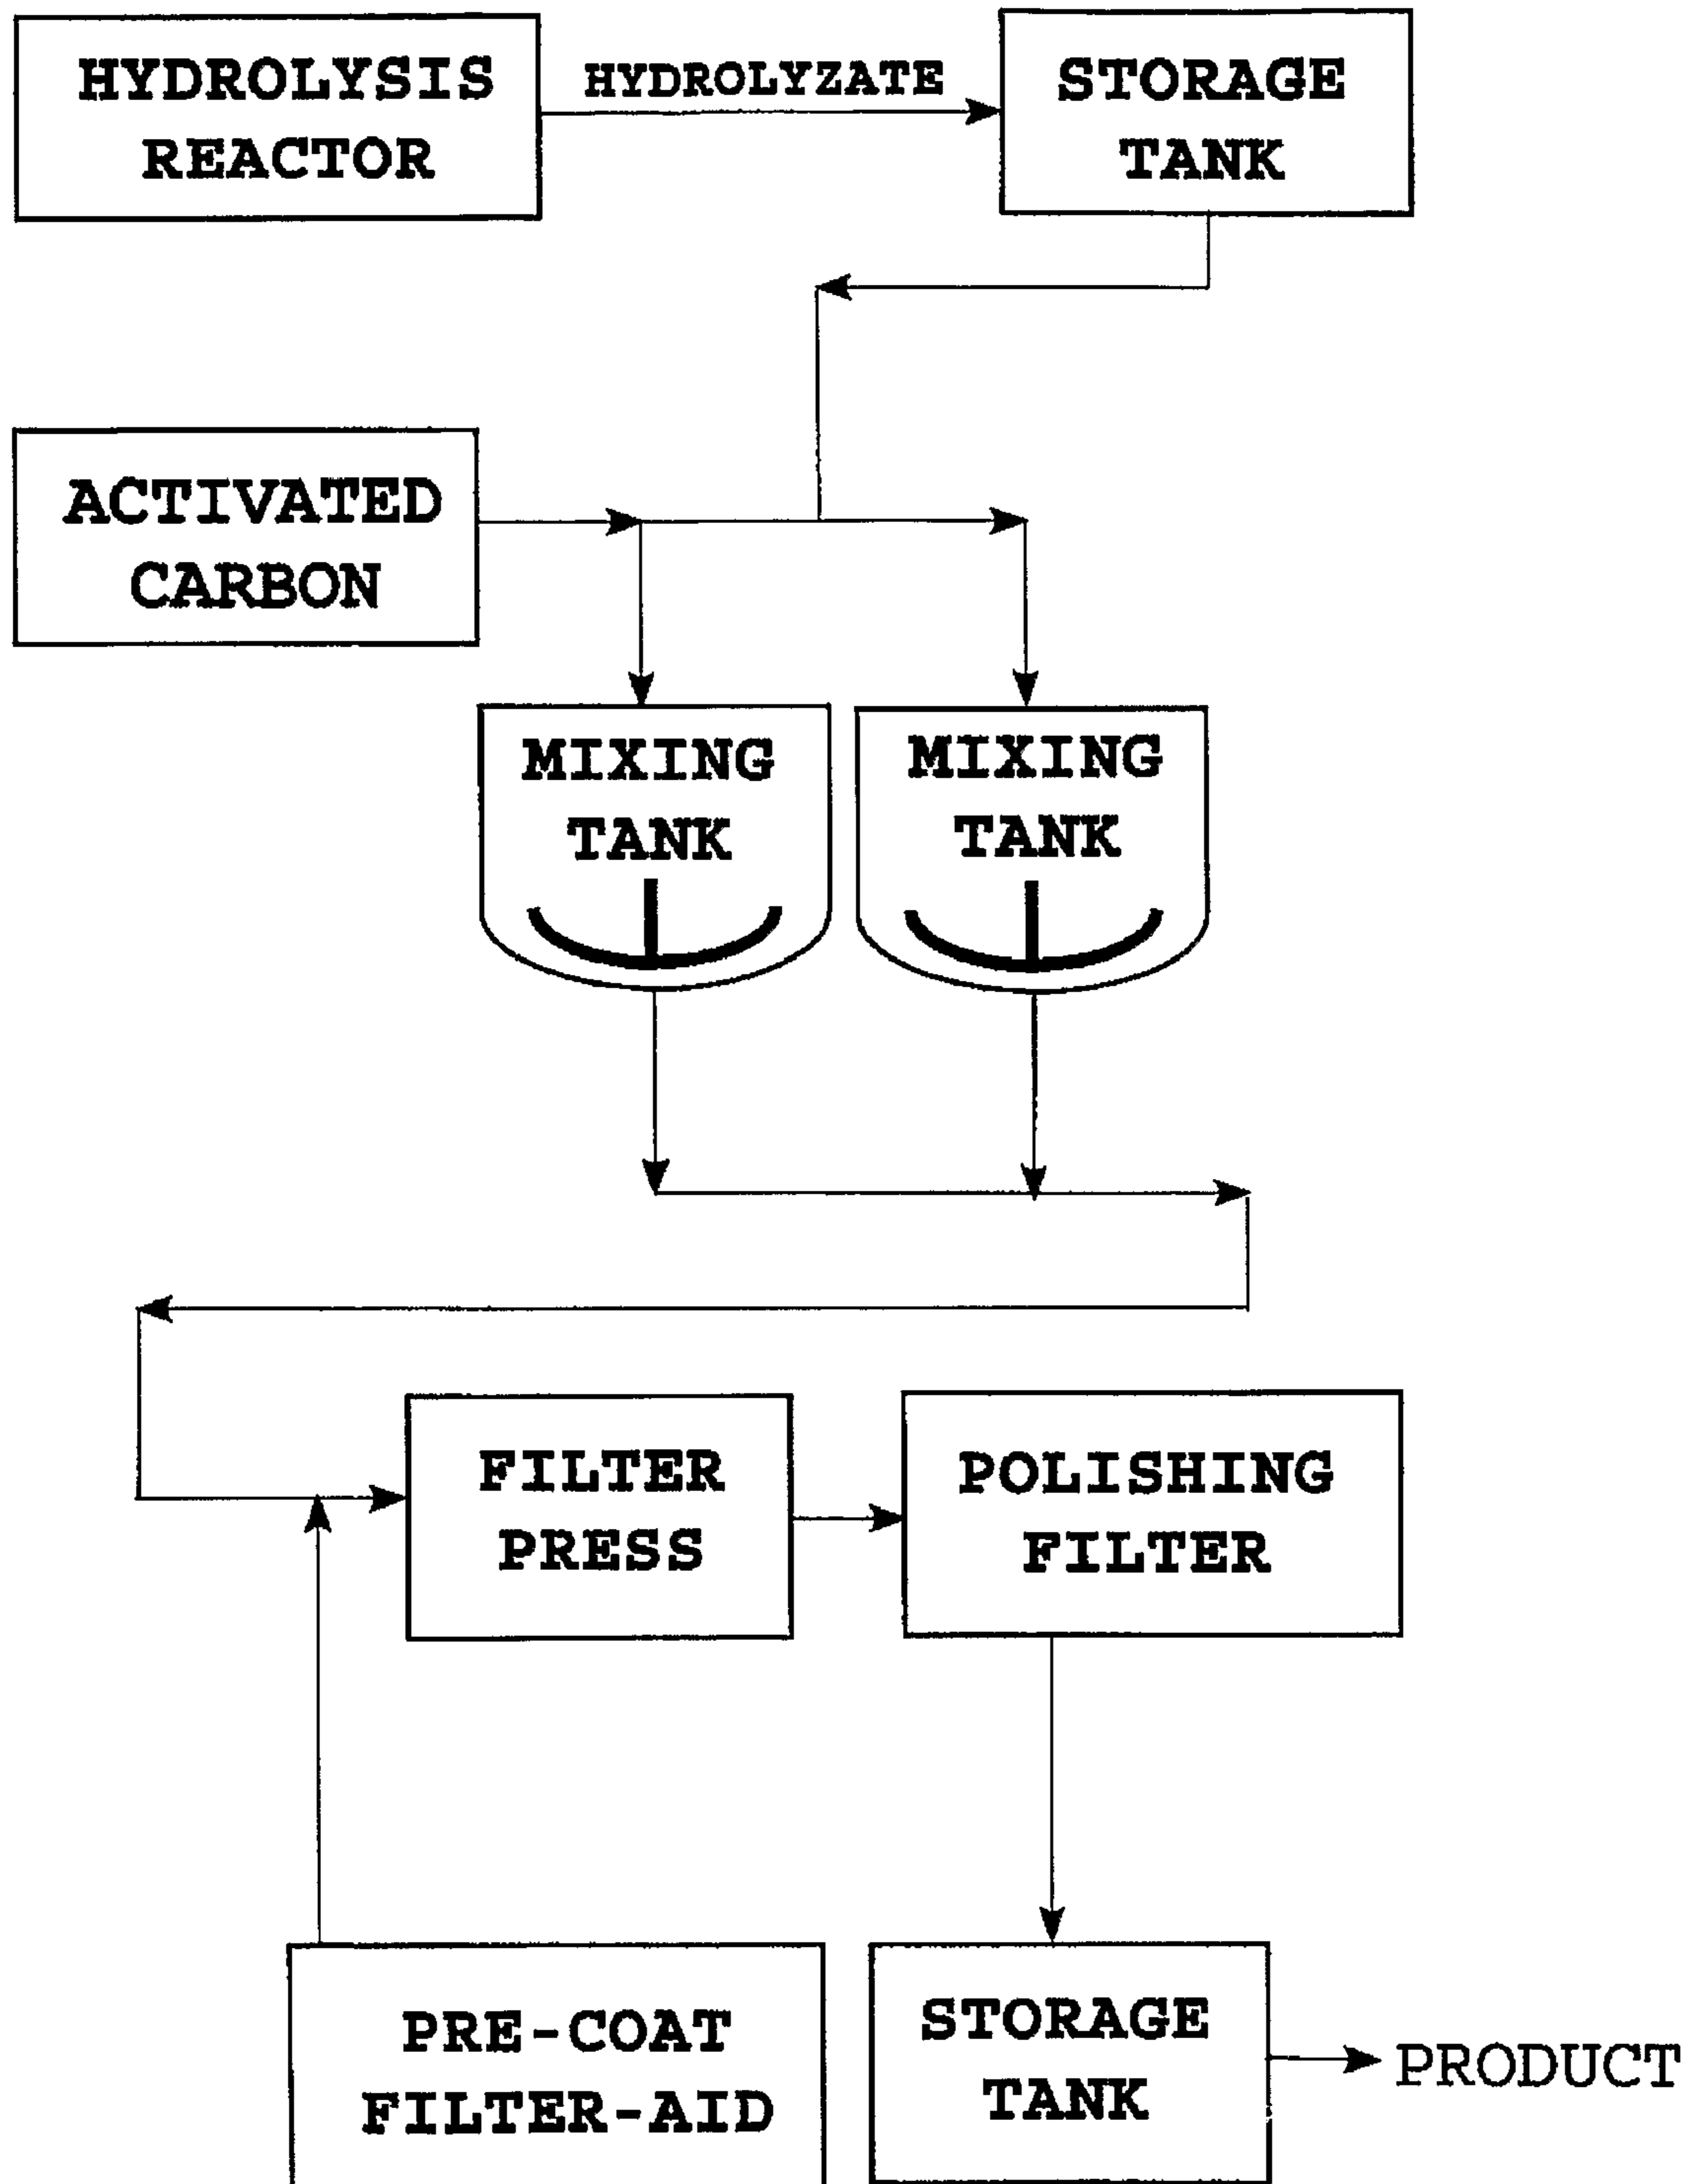 HYDROLYSIS
REACTOR
HYDROLYZATE
STORAGE
TANK
ACTIVATED
CARBON
MIXING
TANK
MIXING
TANK
FILTER
PRESS
POLISHING
FILTER
PRE-COAT
FILTER-AID
STORAGE
TANK
PRODUCT